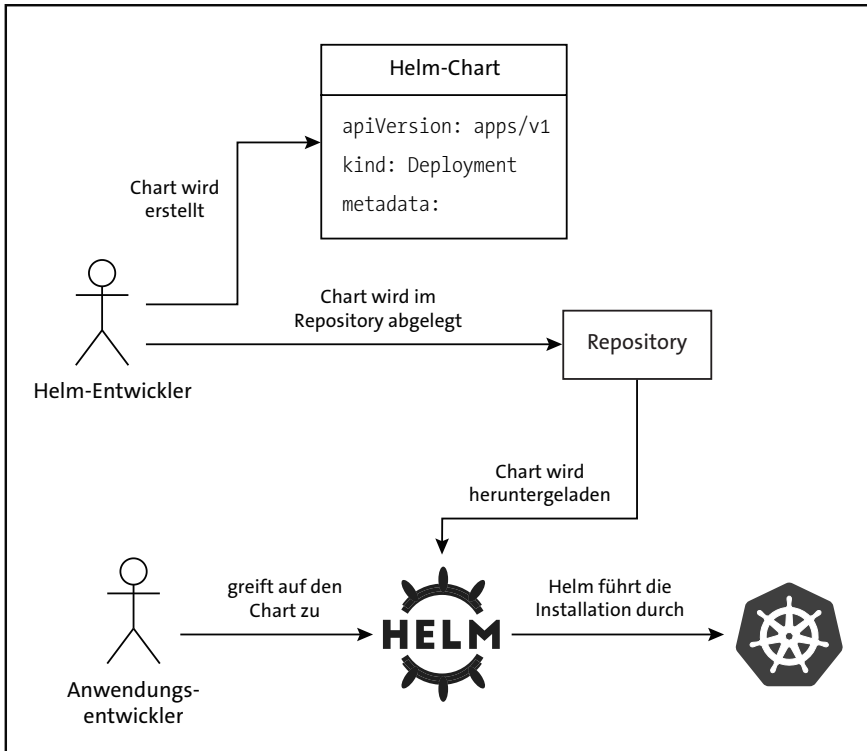 Helm-Chart
apiVersion: apps/v1
kind: Deployment
metadata:
Chart wird
erstellt
Chart wird im
Repository abgelegt
Repository
Helm-Entwickler
Chart wird
heruntergeladen
greift auf den
Chart zu
HELM
Helm führt die
Installation durch
Anwendungs-
entwickler